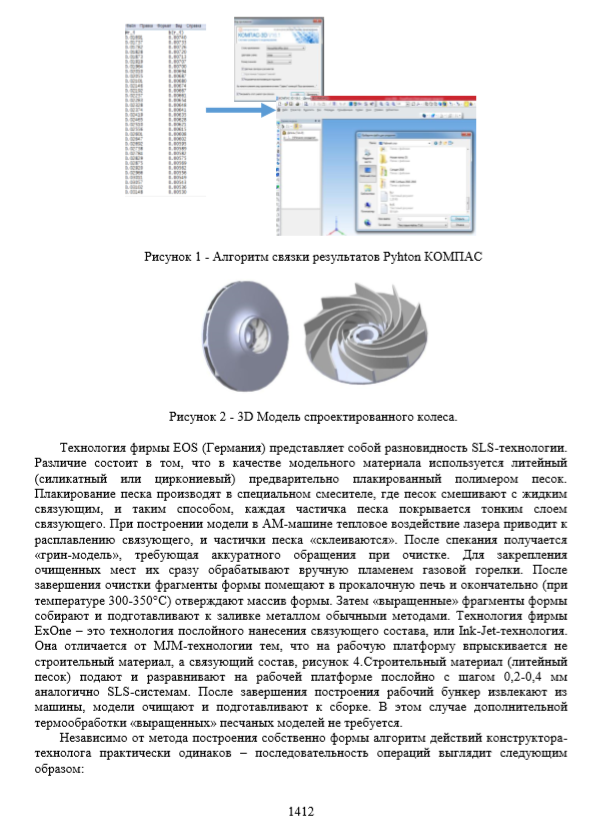 Файл Правка Формат Вид Справка
КОМПАС-3D
Рисунок 1 - Алгоритм связки результатов Pyhton КОМПАС
Рисунок 2 - 3D Модель спроектированного колеса.
Технология фирмы EOS (Германия) представляет собой разновидность SLS-технологии.
Различие состоит в том, что в качестве модельного материала используется литейный
(силикатный или циркониевый) предварительно плакированный полимером песок.
Плакирование песка производят в специальном смесителе, где песок смешивают с жидким
связующим, и таким способом, каждая частичка песка покрывается тонким слоем
связующего. При построении модели в АМ-машине тепловое воздействие лазера приводит к
расплавлению связующего, и частички песка «склеиваются». После спекания получается
«грин-модель», требующая аккуратного обращения при очистке. Для закрепления
очищенных мест их сразу обрабатывают вручную пламенем газовой горелки. После
завершения очистки фрагменты формы помещают в прокалочную печь и окончательно (при
температуре 300-350°С) отверждают массив формы. Затем «выращенные» фрагменты формы
собирают и подготавливают к заливке металлом обычными методами. Технология фирмы
ExOne – это технология послойного нанесения связующего состава, или Ink-Jet-технология.
Она отличается от MJM-технологии тем, что на рабочую платформу впрыскивается не
строительный материал, а связующий состав, рисунок 4.Строительный материал (литейный
песок) подают и разравнивают на рабочей платформе послойно с шагом 0,2-0,4 мм
аналогично SLS-системам. После завершения построения рабочий бункер извлекают из
машины, модели очищают и подготавливают к сборке. В этом случае дополнительной
термообработки «выращенных» песчаных моделей не требуется.
Независимо от метода построения собственно формы алгоритм действий конструктора-
технолога практически одинаков – последовательность операций выглядит следующим
образом:
1412